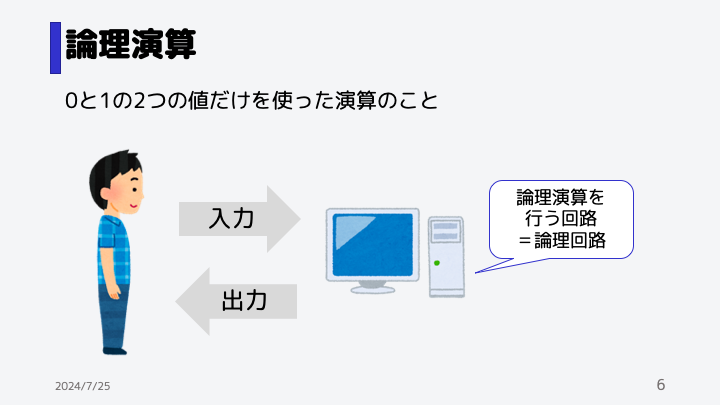 論理演算
0と1の2つの値だけを使った演算のこと
入力
出力
論理演算を
行う回路
＝論理回路
2024/7/25
6